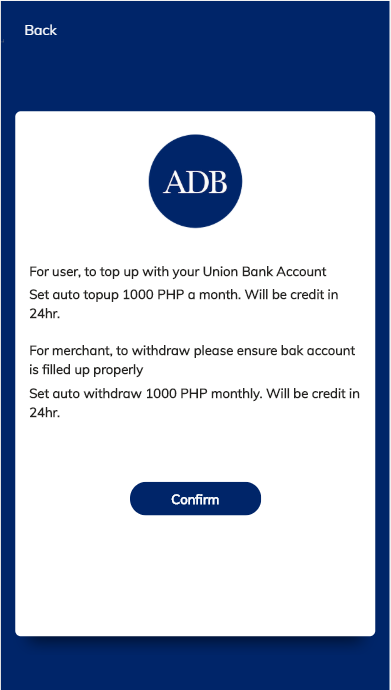 Back
ADB
For user, to top up with your Union Bank Account
Set auto topup 1000 PHP a month. Will be credit in
24hr.
For merchant, to withdraw please ensure bak account
is filled up properly
Set auto withdraw 1000 PHP monthly. Will be credit in
24hr.
Confirm